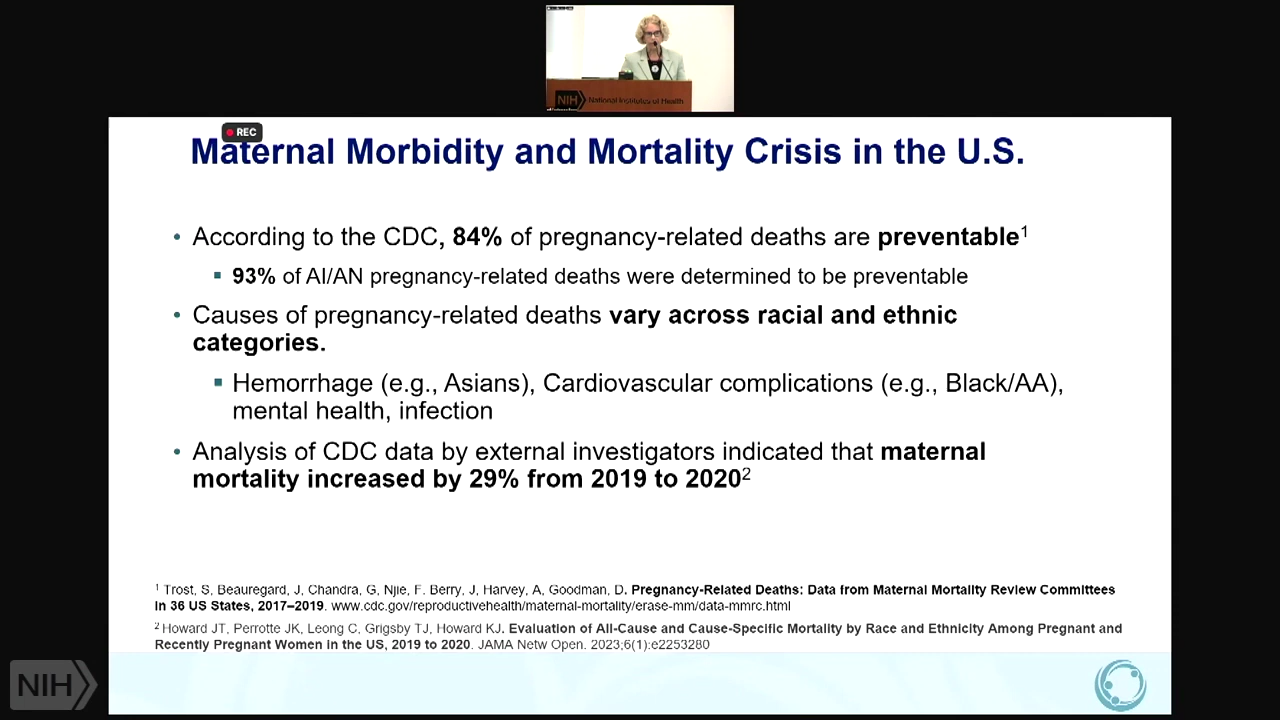 NIH National Institutes of Health
REC
Maternal Morbidity and Mortality Crisis in the U.S.
• According to the CDC, 84% of pregnancy-related deaths are preventable¹
▪ 93% of AI/AN pregnancy-related deaths were determined to be preventable
• Causes of pregnancy-related deaths vary across racial and ethnic
categories.
▪ Hemorrhage (e.g., Asians), Cardiovascular complications (e.g., Black/AA),
mental health, infection
• Analysis of CDC data by external investigators indicated that maternal
mortality increased by 29% from 2019 to 2020²
¹ Trost, S, Beauregard, J, Chandra, G, Njie, F. Berry, J, Harvey, A, Goodman, D. Pregnancy-Related Deaths: Data from Maternal Mortality Review Committees
in 36 US States, 2017–2019. www.cdc.gov/reproductivehealth/maternal-mortality/erase-mm/data-mmrc.html
² Howard JT, Perrotte JK, Leong C, Grigsby TJ, Howard KJ. Evaluation of All-Cause and Cause-Specific Mortality by Race and Ethnicity Among Pregnant and
Recently Pregnant Women in the US, 2019 to 2020. JAMA Netw Open. 2023;6(1):e2253280
NIH